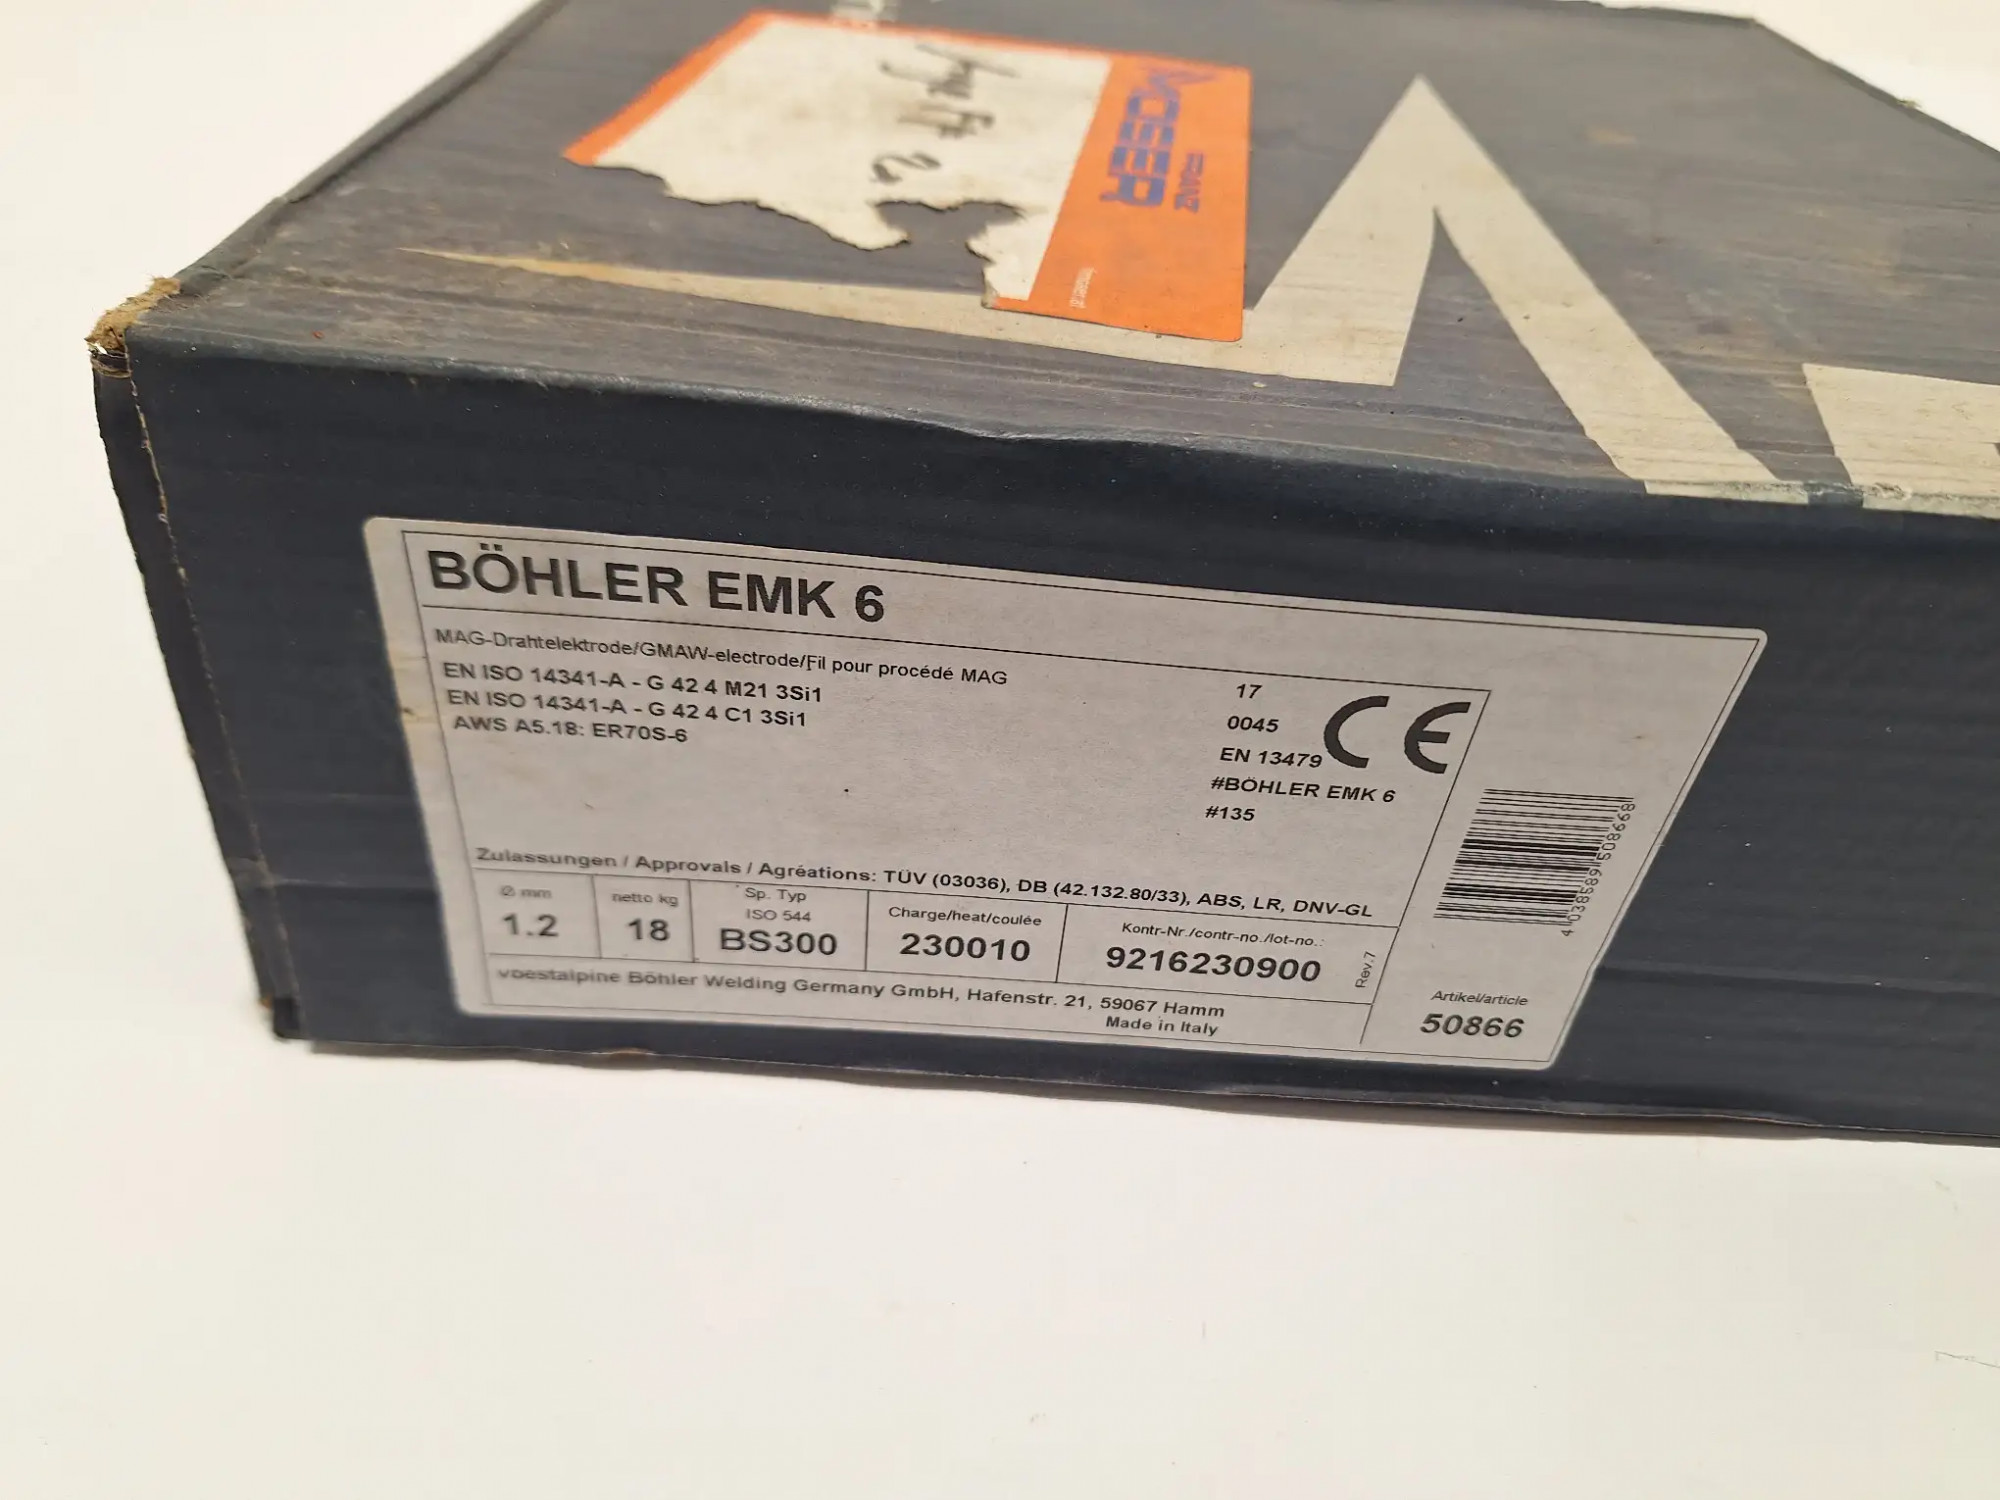 FRANZ
MOSER
BÖHLER EMK 6
MAG-Drahtelektrode/GMAW-electrode/Fil pour procédé MAG
EN ISO 14341-A - G 42 4 M21 3Si1
EN ISO 14341-A - G 42 4 C1 3Si1
AWS A5.18: ER70S-6
17
0045
EN 13479
CE
#BÖHLER EMK 6
#135
Zulassungen / Approvals / Agréations: TÜV (03036), DB (42.132.80/33), ABS, LR, DNV-GL
Ø mm
1.2
netto kg
18
Sp. Typ
ISO 544
BS300
Charge/heat/coulée
230010
Kontr-Nr./contr-no./lot-no.:
9216230900
Rev.7
voestalpine Böhler Welding Germany GmbH, Hafenstr. 21, 59067 Hamm
Made in Italy
4038589508668
Artikel/article
50866